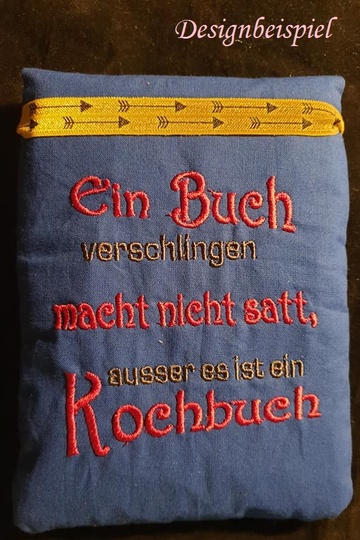 Designbeispiel
Ein Buch
verschlingen
macht nicht satt,
ausser es ist ein
Kochbuch